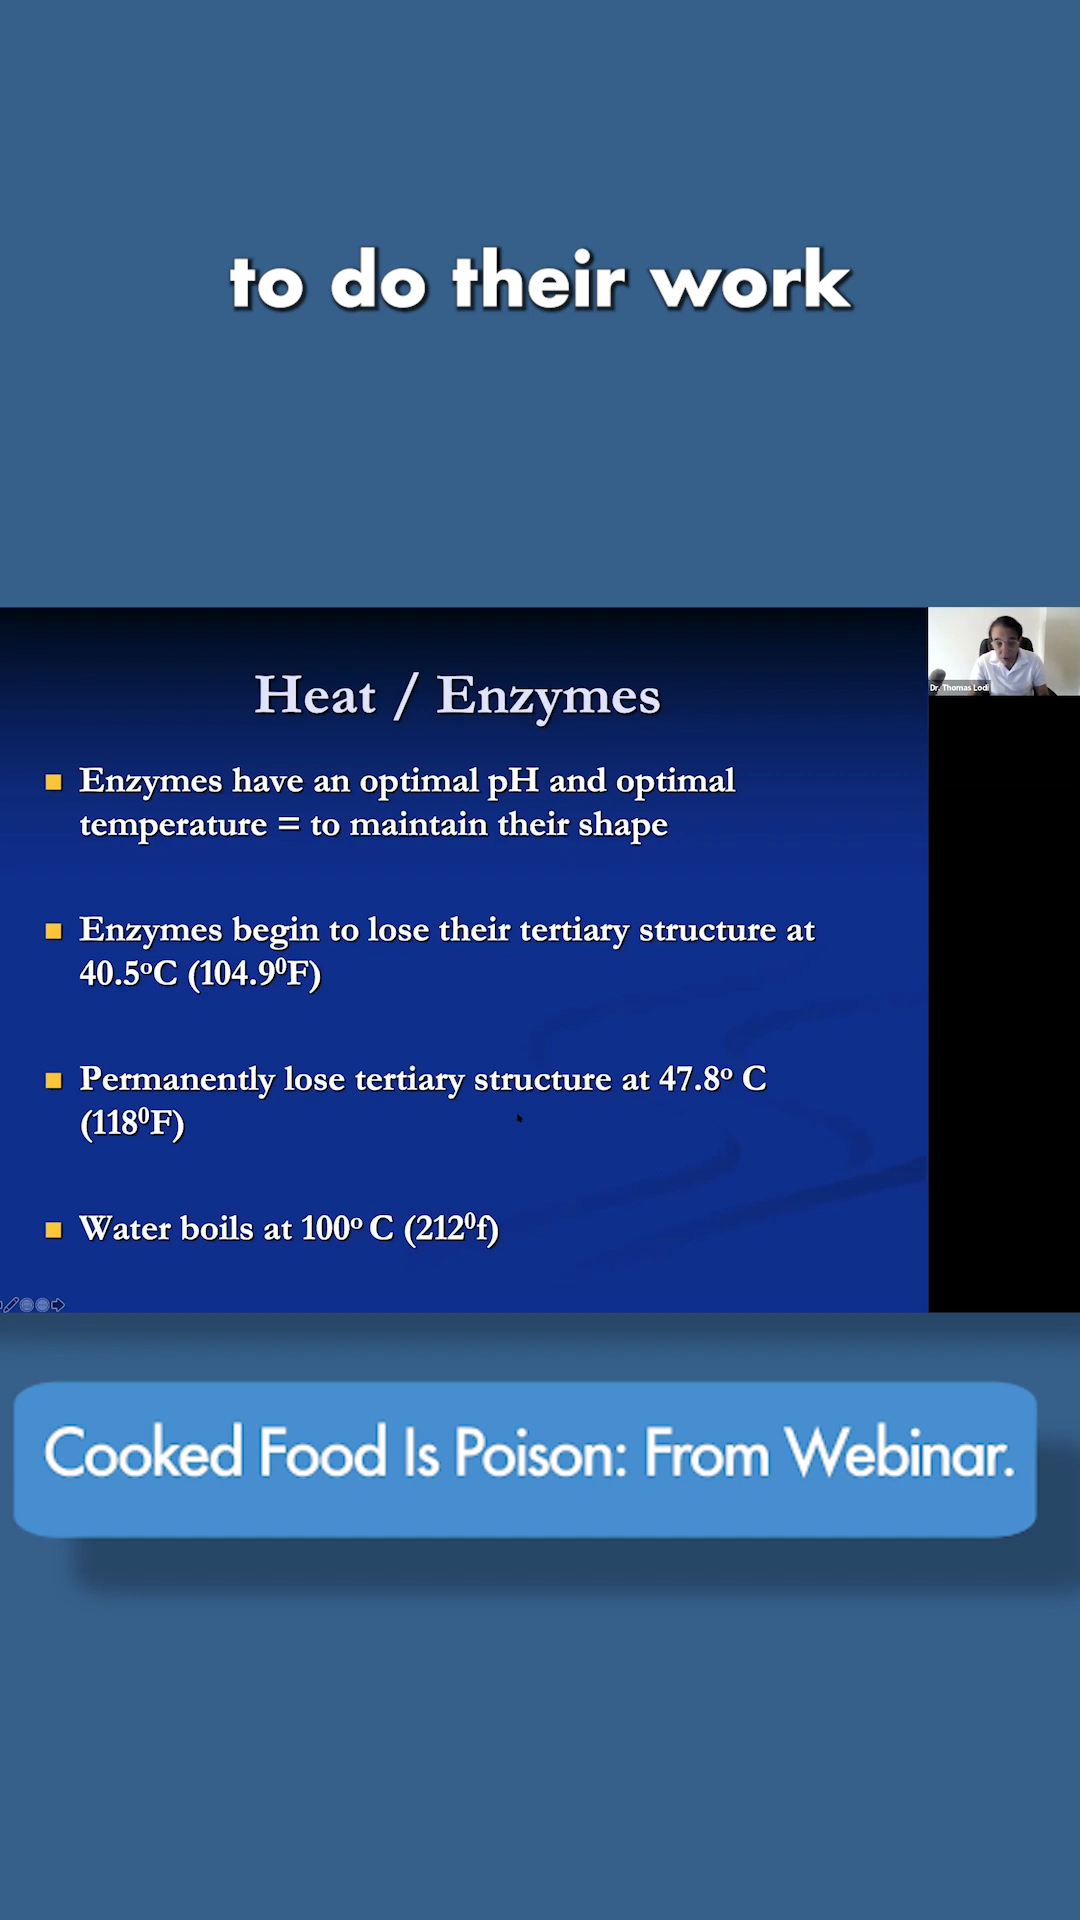 to do their work
Heat / Enzymes
Enzymes have an optimal pH and optimal
temperature = to maintain their shape
Enzymes begin to lose their tertiary structure at
40.5ºC (104.9⁰F)
Permanently lose tertiary structure at 47.8º C
(118⁰F)
Water boils at 100º C (212⁰f)
Dr. Thomas Lodi
Cooked Food Is Poison: From Webinar.